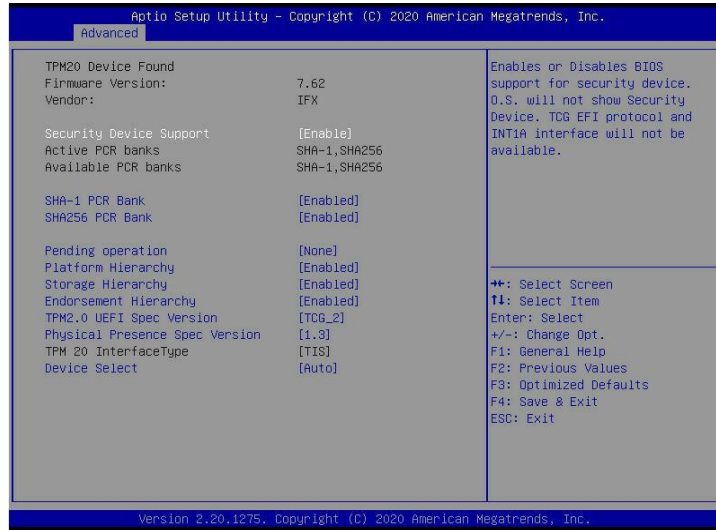 Aptio Setup Utility – Copyright (C) 2020 American Megatrends, Inc.
Advanced
TPM20 Device Found
Firmware Version: 7.62
Vendor: IFX
Security Device Support [Enable]
Active PCR banks SHA-1,SHA256
Available PCR banks SHA-1,SHA256
SHA-1 PCR Bank [Enabled]
SHA256 PCR Bank [Enabled]
Pending operation [None]
Platform Hierarchy [Enabled]
Storage Hierarchy [Enabled]
Endorsement Hierarchy [Enabled]
TPM2.0 UEFI Spec Version [TCG_2]
Physical Presence Spec Version [1.3]
TPM 20 InterfaceType [TIS]
Device Select [Auto]
Enables or Disables BIOS
support for security device.
O.S. will not show Security
Device. TCG EFI protocol and
INT1A interface will not be
available.
→←: Select Screen
↑↓: Select Item
Enter: Select
+/-: Change Opt.
F1: General Help
F2: Previous Values
F3: Optimized Defaults
F4: Save & Exit
ESC: Exit
Version 2.20.1275. Copyright (C) 2020 American Megatrends, Inc.